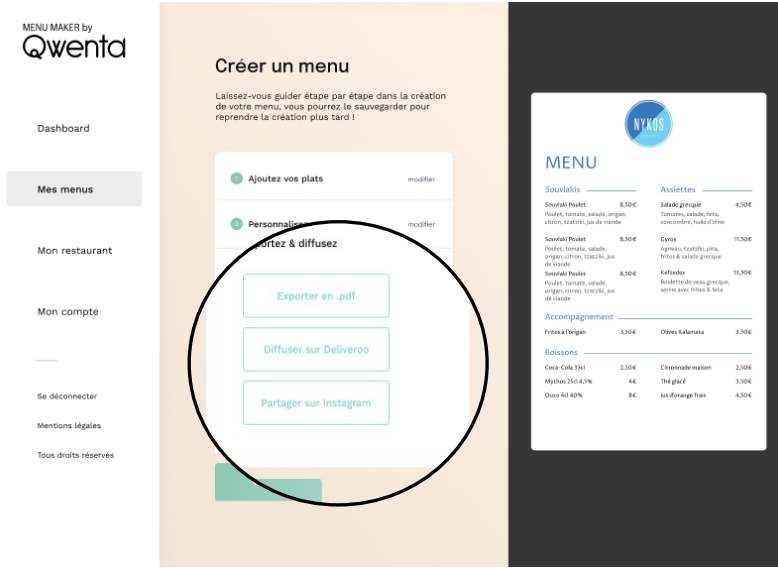 MENU MAKER by
Qwenta
Dashboard
Mes menus
Mon restaurant
Mon compte
Se déconnecter
Mentions légales
Tous droits réservés
Créer un menu
Laissez-vous guider étape par étape dans la création
de votre menu, vous pourrez le sauvegarder pour
reprendre la création plus tard !
1 Ajoutez vos plats modifier
2 modifier
& diffusez
Exporter en .pdf
Diffuser sur Deliveroo
Partager sur Instagram
NYKOS
MENU
Souvlakis
Souvlaki Poulet 8,50€
Poulet, tomate, salade, origan,
citron, tzatziki, jus de viande
Souvlaki Poulet 8,50€
Poulet, tomate, salade,
origan, citron, tzatziki, jus
de viande
Souvlaki Poulet 8,50€
Poulet, tomate, salade,
origan, citron, tzatziki, jus
de viande
Assiettes
Salade grecque 4,50€
Tomates, salade, feta,
concombre, huile d'olive
Gyros 11,50€
Agneau, tzatziki, pita,
frites & salade grecque
Keftedes 13,50€
Boulette de veau grecque,
servie avec frites & feta
Accompagnement
Frites à l'origan 3,50€ Olives Kalamata 3,50€
Boissons
Coca-Cola 33cl 2,50€ Citronnade maison 2,50€
Mythos 25cl 4,5% 4€ Thé glacé 3,50€
Ouzo 4cl 40% 8€ Jus d'orange frais 4,50€